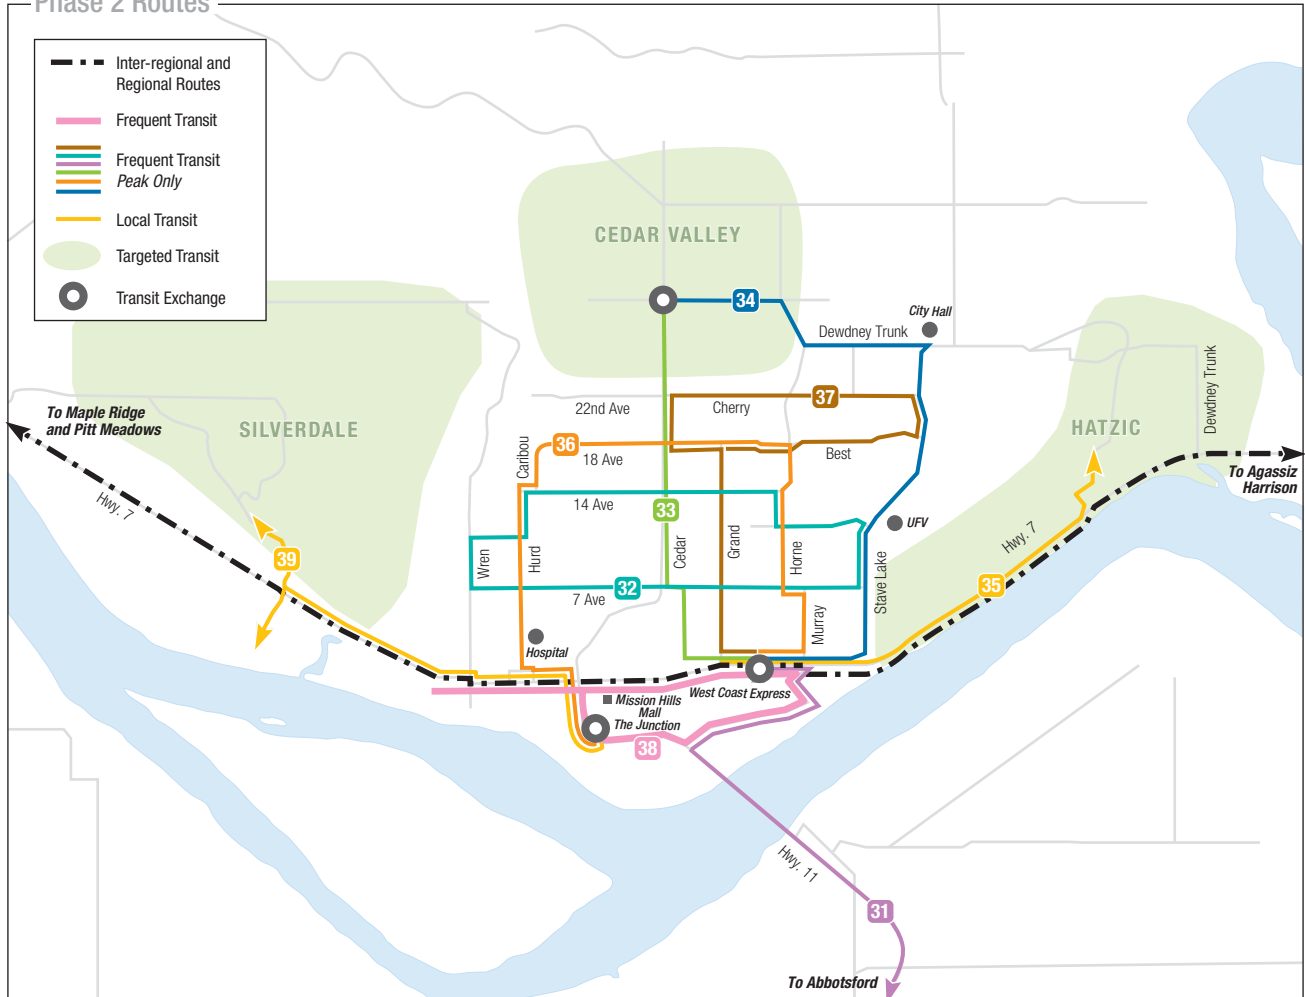 Phase 2 Routes
Inter-regional and
Regional Routes
Frequent Transit
Frequent Transit
Peak Only
Local Transit
Targeted Transit
Transit Exchange
CEDAR VALLEY
34
City Hall
Dewdney Trunk
Dewdney Trunk
To Maple Ridge
and Pitt Meadows
SILVERDALE
HATZIC
22nd Ave
Cherry
37
Caribou
36
18 Ave
Best
To Agassiz
Harrison
Hwy. 7
14 Ave
33
UFV
Hwy. 7
39
Wren
Hurd
Cedar
Grand
Horne
Stave Lake
35
32
7 Ave
Murray
Hospital
West Coast Express
Mission Hills
Mall
The Junction
38
Hwy. 11
31
To Abbotsford